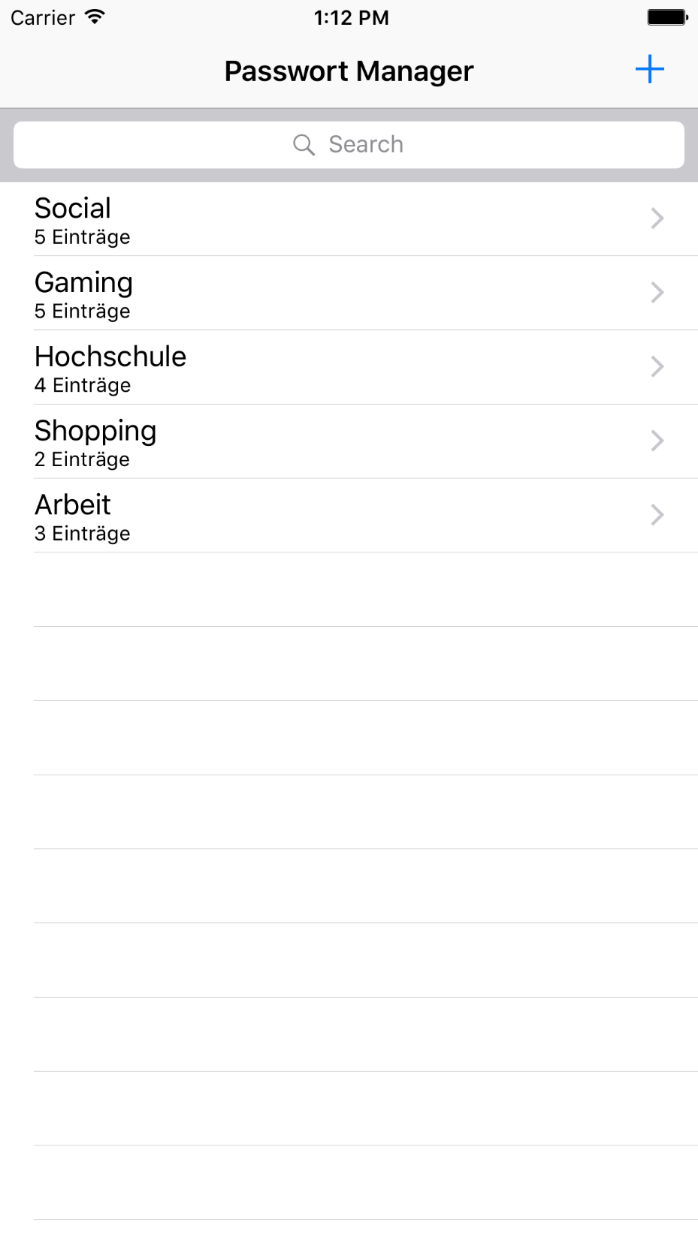 Carrier 1:12 PM
Passwort Manager
Search
Social
5 Einträge
Gaming
5 Einträge
Hochschule
4 Einträge
Shopping
2 Einträge
Arbeit
3 Einträge